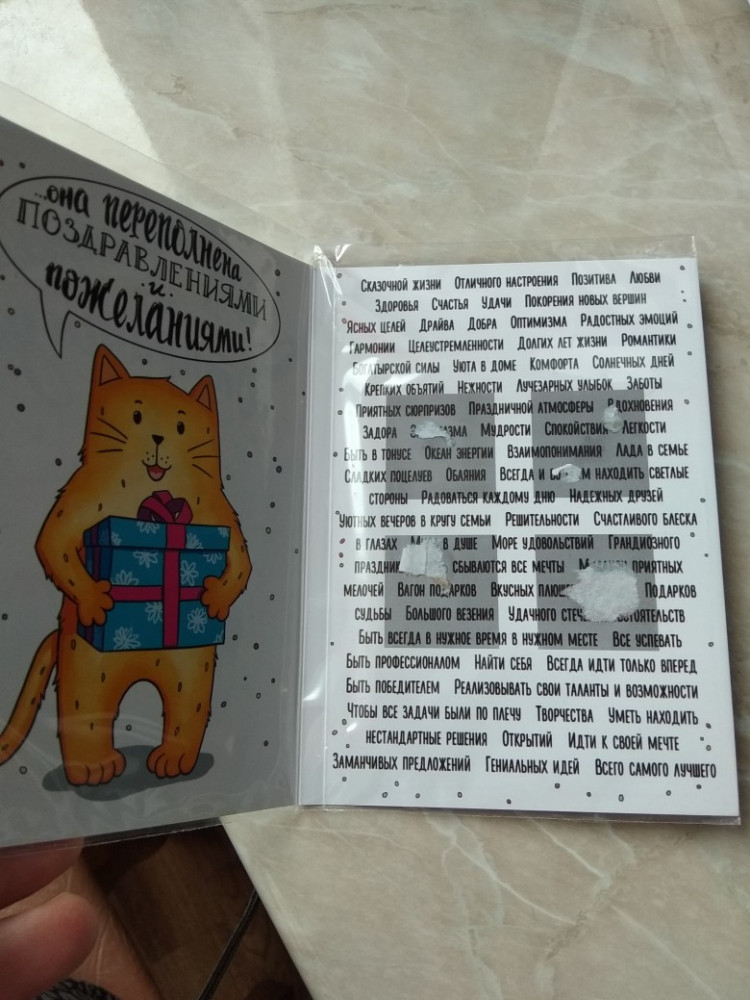 ...она переполнена
поздравлениями
и
пожеланиями!
Сказочной жизни Отличного настроения Позитива Любви
Здоровья Счастья Удачи Покорения новых вершин
Ясных целей Драйва Добра Оптимизма Радостных эмоций
Гармонии Целеустремленности Долгих лет жизни Романтики
Богатырской силы Уюта в доме Комфорта Солнечных дней
Крепких объятий Нежности Лучезарных улыбок Заботы
Приятных сюрпризов Праздничной атмосферы Вдохновения
Задора Мудрости Спокойствия Легкости
Быть в тонусе Океан энергии Взаимопонимания Лада в семье
Сладких поцелуев Обаяния Всегда и во находить светлые
стороны Радоваться каждому дню Надежных друзей
Уютных вечеров в кругу семьи Решительности Счастливого блеска
в глазах в душе Море удовольствий Грандиозного
сбываются все мечты приятных
мелочей Вагон подарков Вкусных Подарков
судьбы Большого везения Удачного
Быть всегда в нужное время в нужном месте Все успевать
Быть профессионалом Найти себя Всегда идти только вперед
Быть победителем Реализовывать свои таланты и возможности
Чтобы все задачи были по плечу Творчества Уметь находить
нестандартные решения Открытий Идти к своей мечте
Заманчивых предложений Гениальных идей Всего самого лучшего